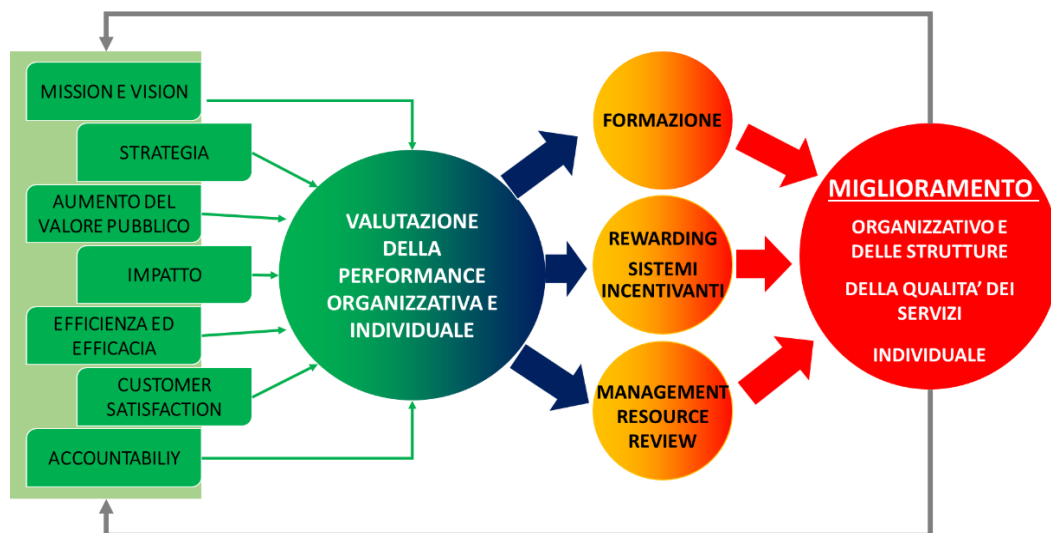 MISSION E VISION
STRATEGIA
AUMENTO DEL
VALORE PUBBLICO
IMPATTO
EFFICIENZA ED
EFFICACIA
CUSTOMER
SATISFACTION
ACCOUNTABILIY
VALUTAZIONE
DELLA
PERFORMANCE
ORGANIZZATIVA E
INDIVIDUALE
FORMAZIONE
REWARDING
SISTEMI
INCENTIVANTI
MANAGEMENT
RESOURCE
REVIEW
MIGLIORAMENTO
ORGANIZZATIVO E
DELLE STRUTTURE
DELLA QUALITA’ DEI
SERVIZI
INDIVIDUALE